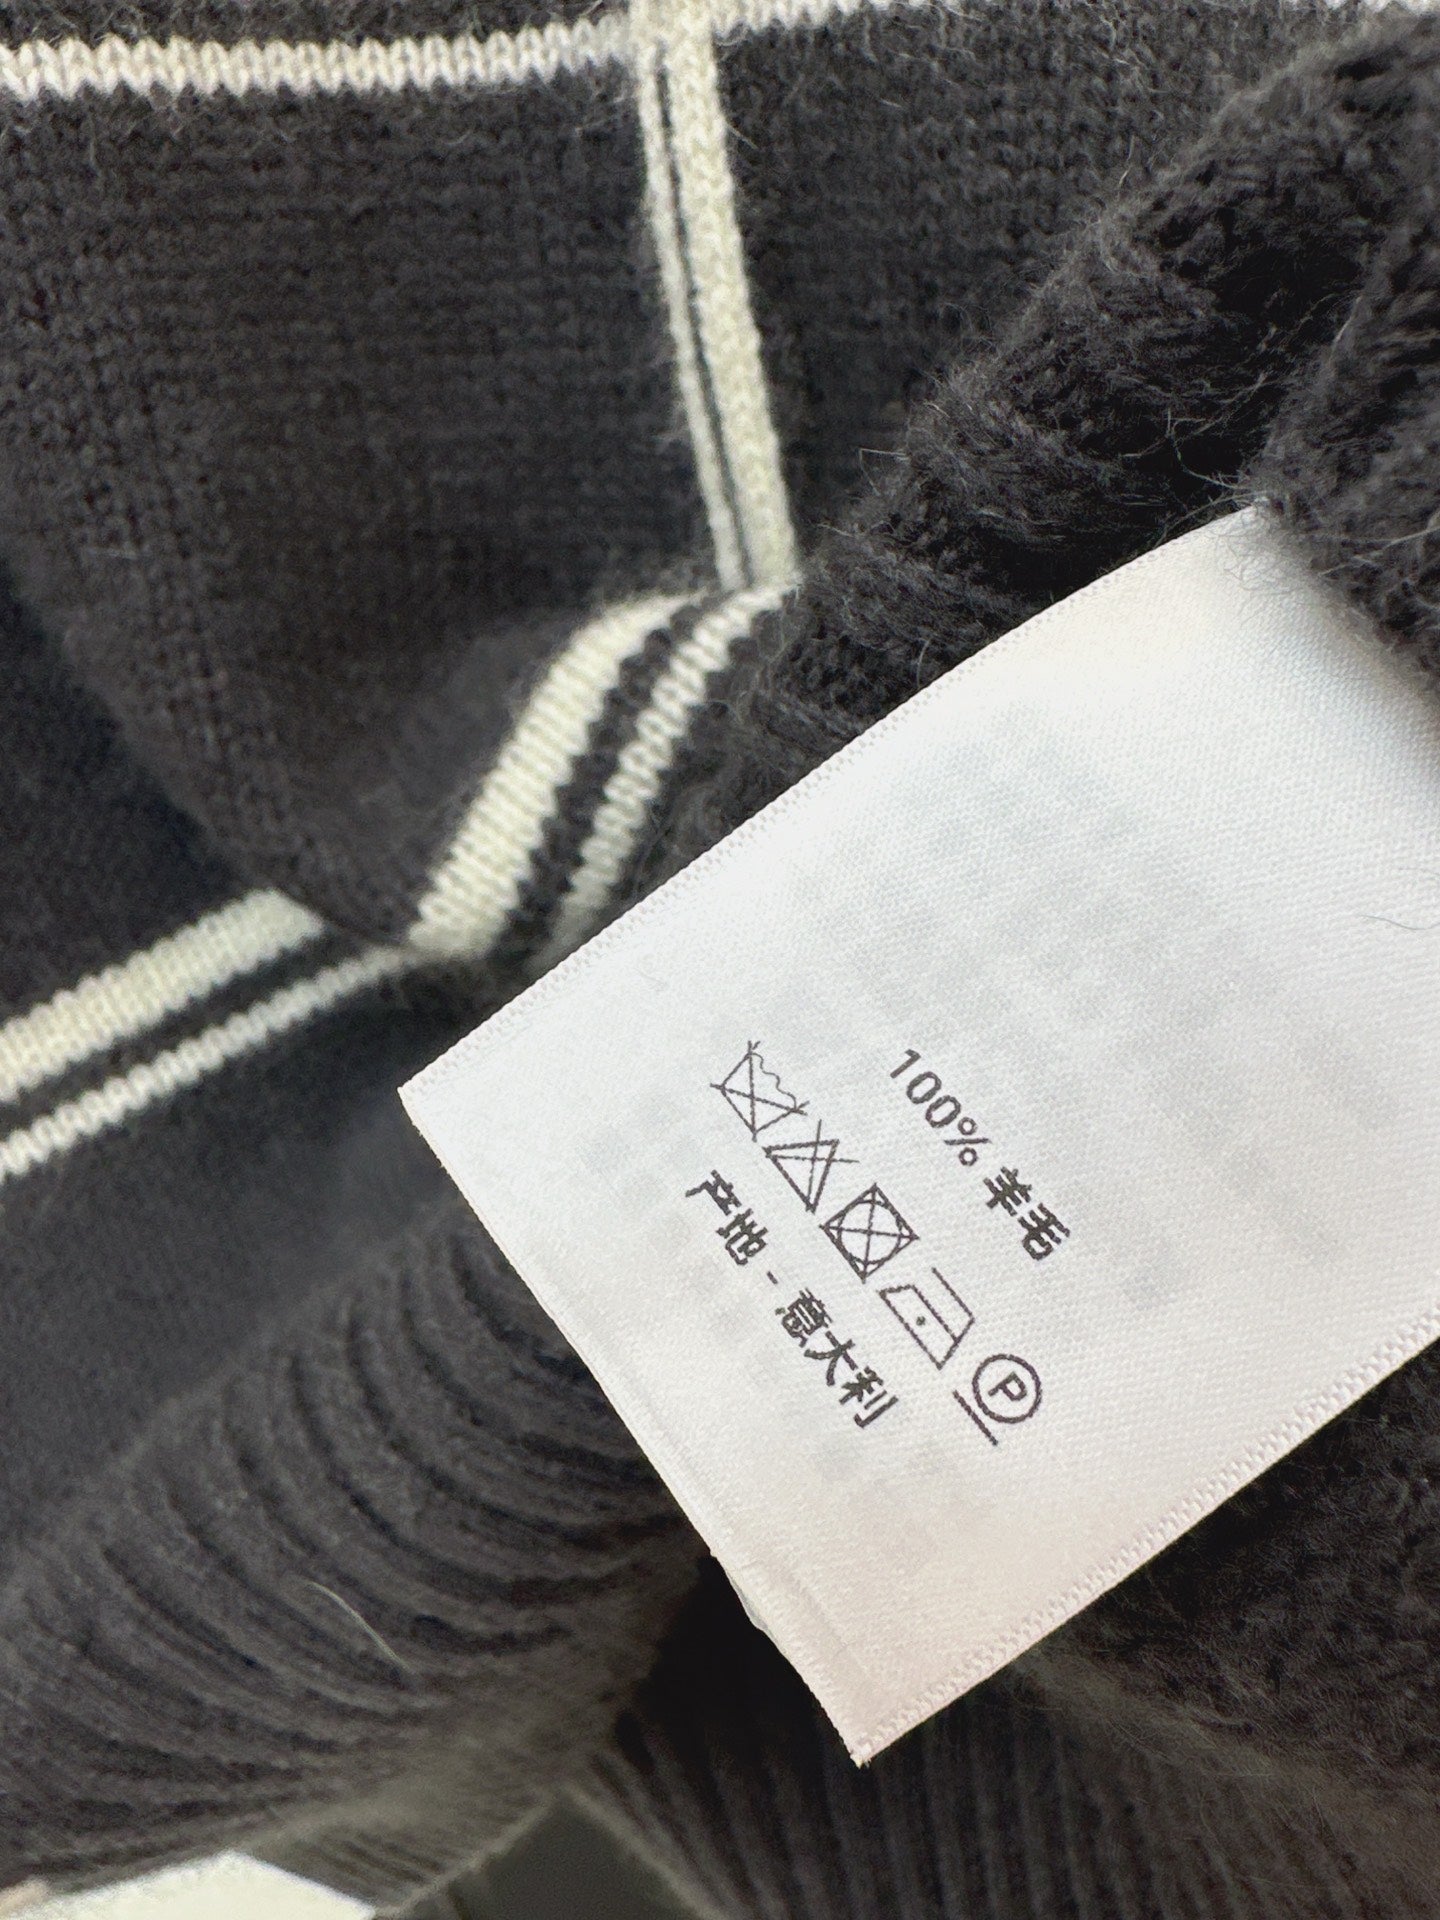 100% 羊毛
P
产地 - 意大利